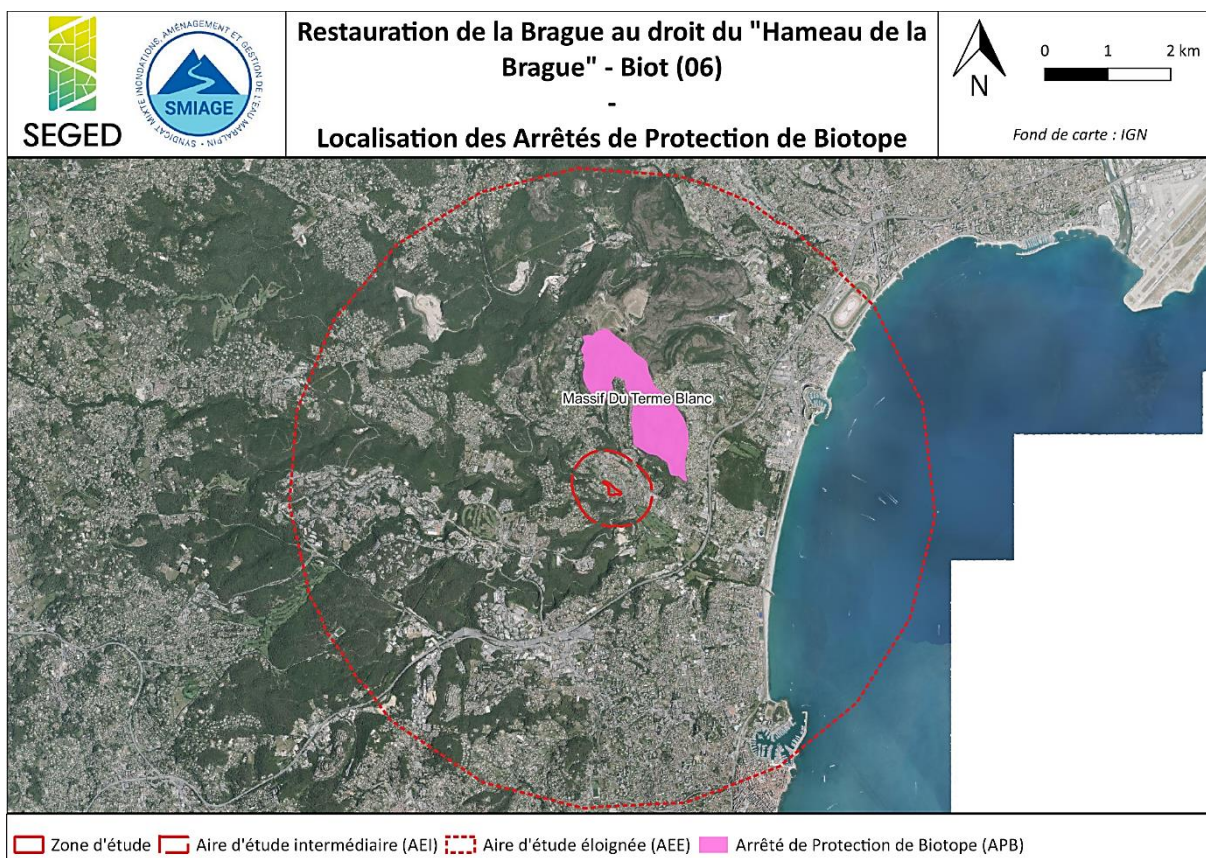 SEGED
SYNDICAT MIXTE INONDATIONS, AMÉNAGEMENT ET GESTION DE L'EAU MARALPIN
SMIAGE
Restauration de la Brague au droit du "Hameau de la
Brague" - Biot (06)
-
Localisation des Arrêtés de Protection de Biotope
N
0 1 2 km
Fond de carte : IGN
Massif Du Terme Blanc
Zone d'étude Aire d'étude intermédiaire (AEI) Aire d'étude éloignée (AEE) Arrêté de Protection de Biotope (APB)